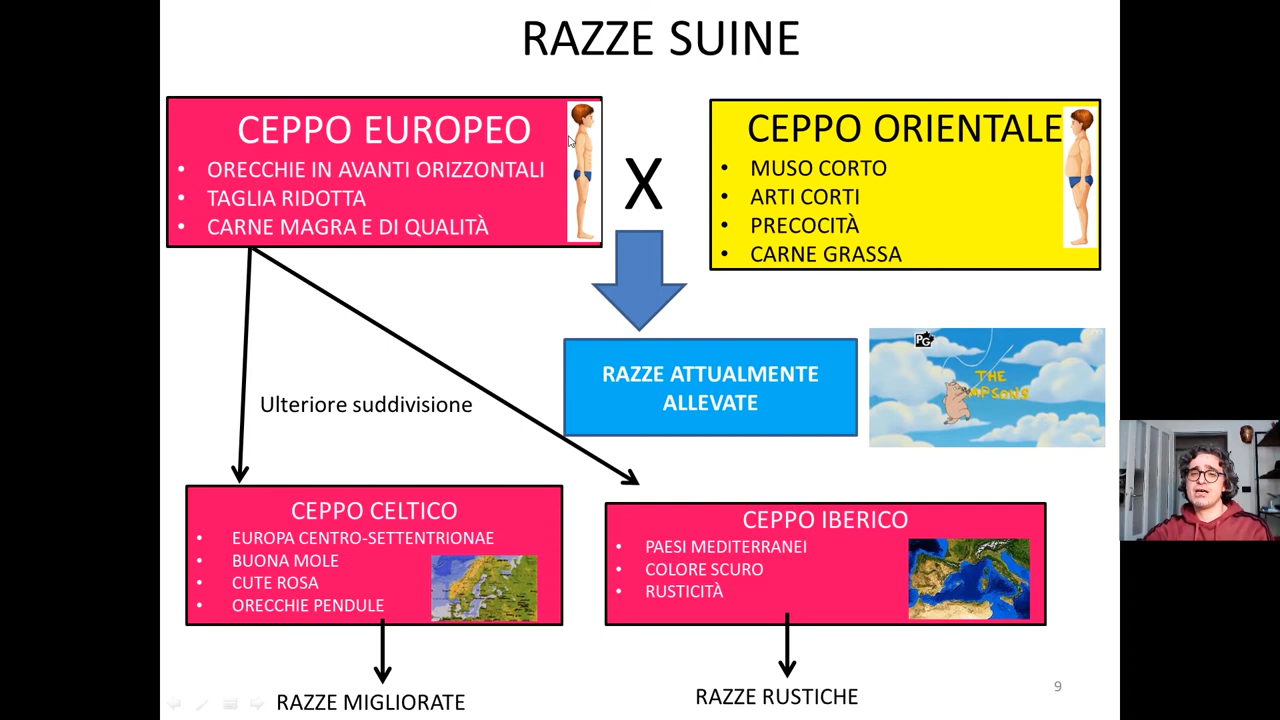 RAZZE SUINE
CEPPO EUROPEO
• ORECCHIE IN AVANTI ORIZZONTALI
• TAGLIA RIDOTTA
• CARNE MAGRA E DI QUALITÀ
X
CEPPO ORIENTALE
• MUSO CORTO
• ARTI CORTI
• PRECOCITÀ
• CARNE GRASSA
RAZZE ATTUALMENTE
ALLEVATE
PG
THE
MPSONS
Ulteriore suddivisione
CEPPO CELTICO
• EUROPA CENTRO-SETTENTRIONAE
• BUONA MOLE
• CUTE ROSA
• ORECCHIE PENDULE
CEPPO IBERICO
• PAESI MEDITERRANEI
• COLORE SCURO
• RUSTICITÀ
RAZZE MIGLIORATE
RAZZE RUSTICHE
9